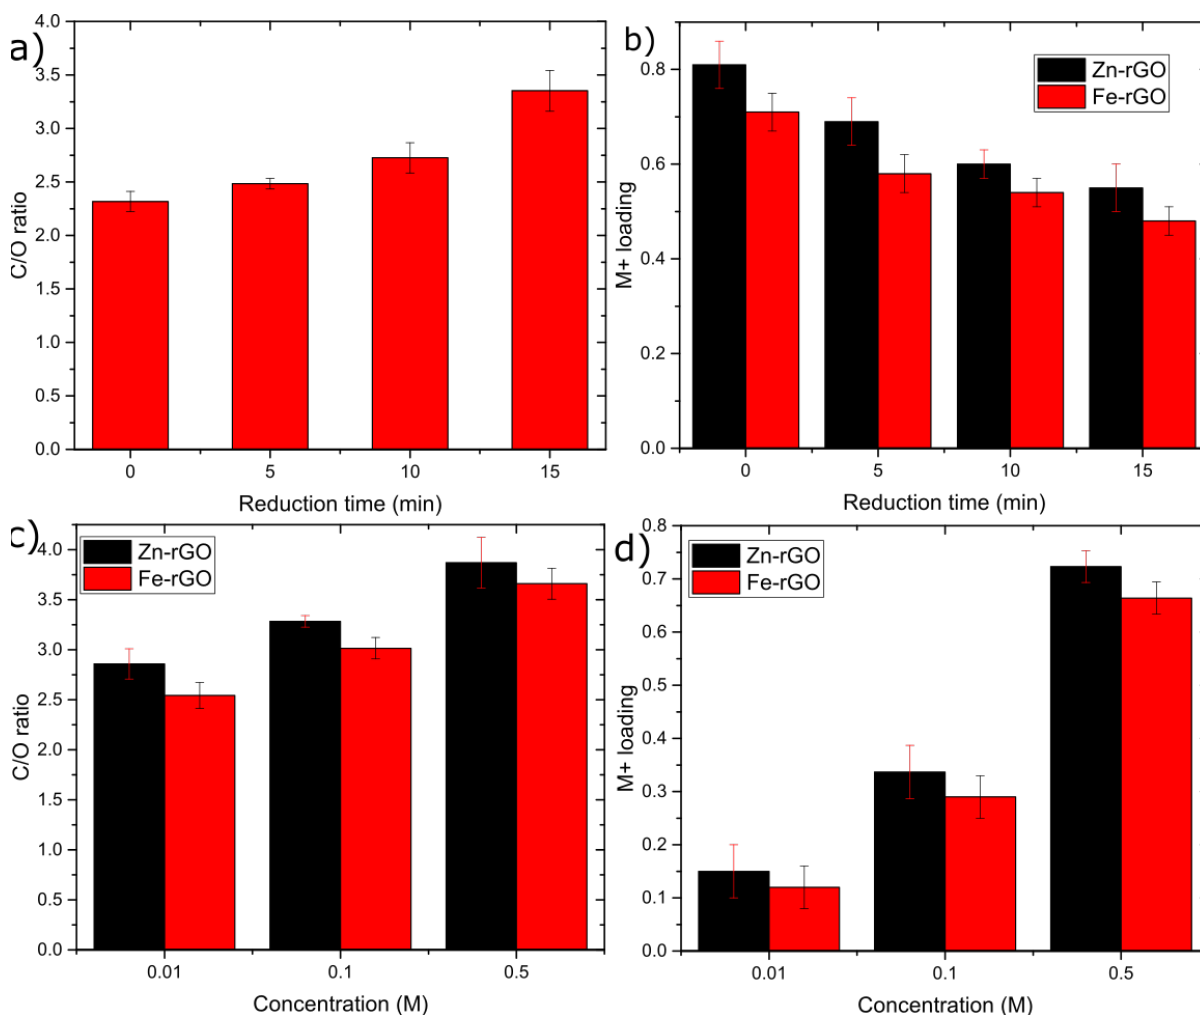 a)
4.0
3.5
3.0
2.5
2.0
1.5
1.0
0.5
0.0
C/O ratio
0 5 10 15
Reduction time (min)
b)
Zn-rGO
Fe-rGO
0.8
0.6
0.4
0.2
0.0
M+ loading
0 5 10 15
Reduction time (min)
c)
Zn-rGO
Fe-rGO
4.0
3.5
3.0
2.5
2.0
1.5
1.0
0.5
0.0
C/O ratio
0.01 0.1 0.5
Concentration (M)
d)
Zn-rGO
Fe-rGO
0.8
0.7
0.6
0.5
0.4
0.3
0.2
0.1
0.0
M+ loading
0.01 0.1 0.5
Concentration (M)